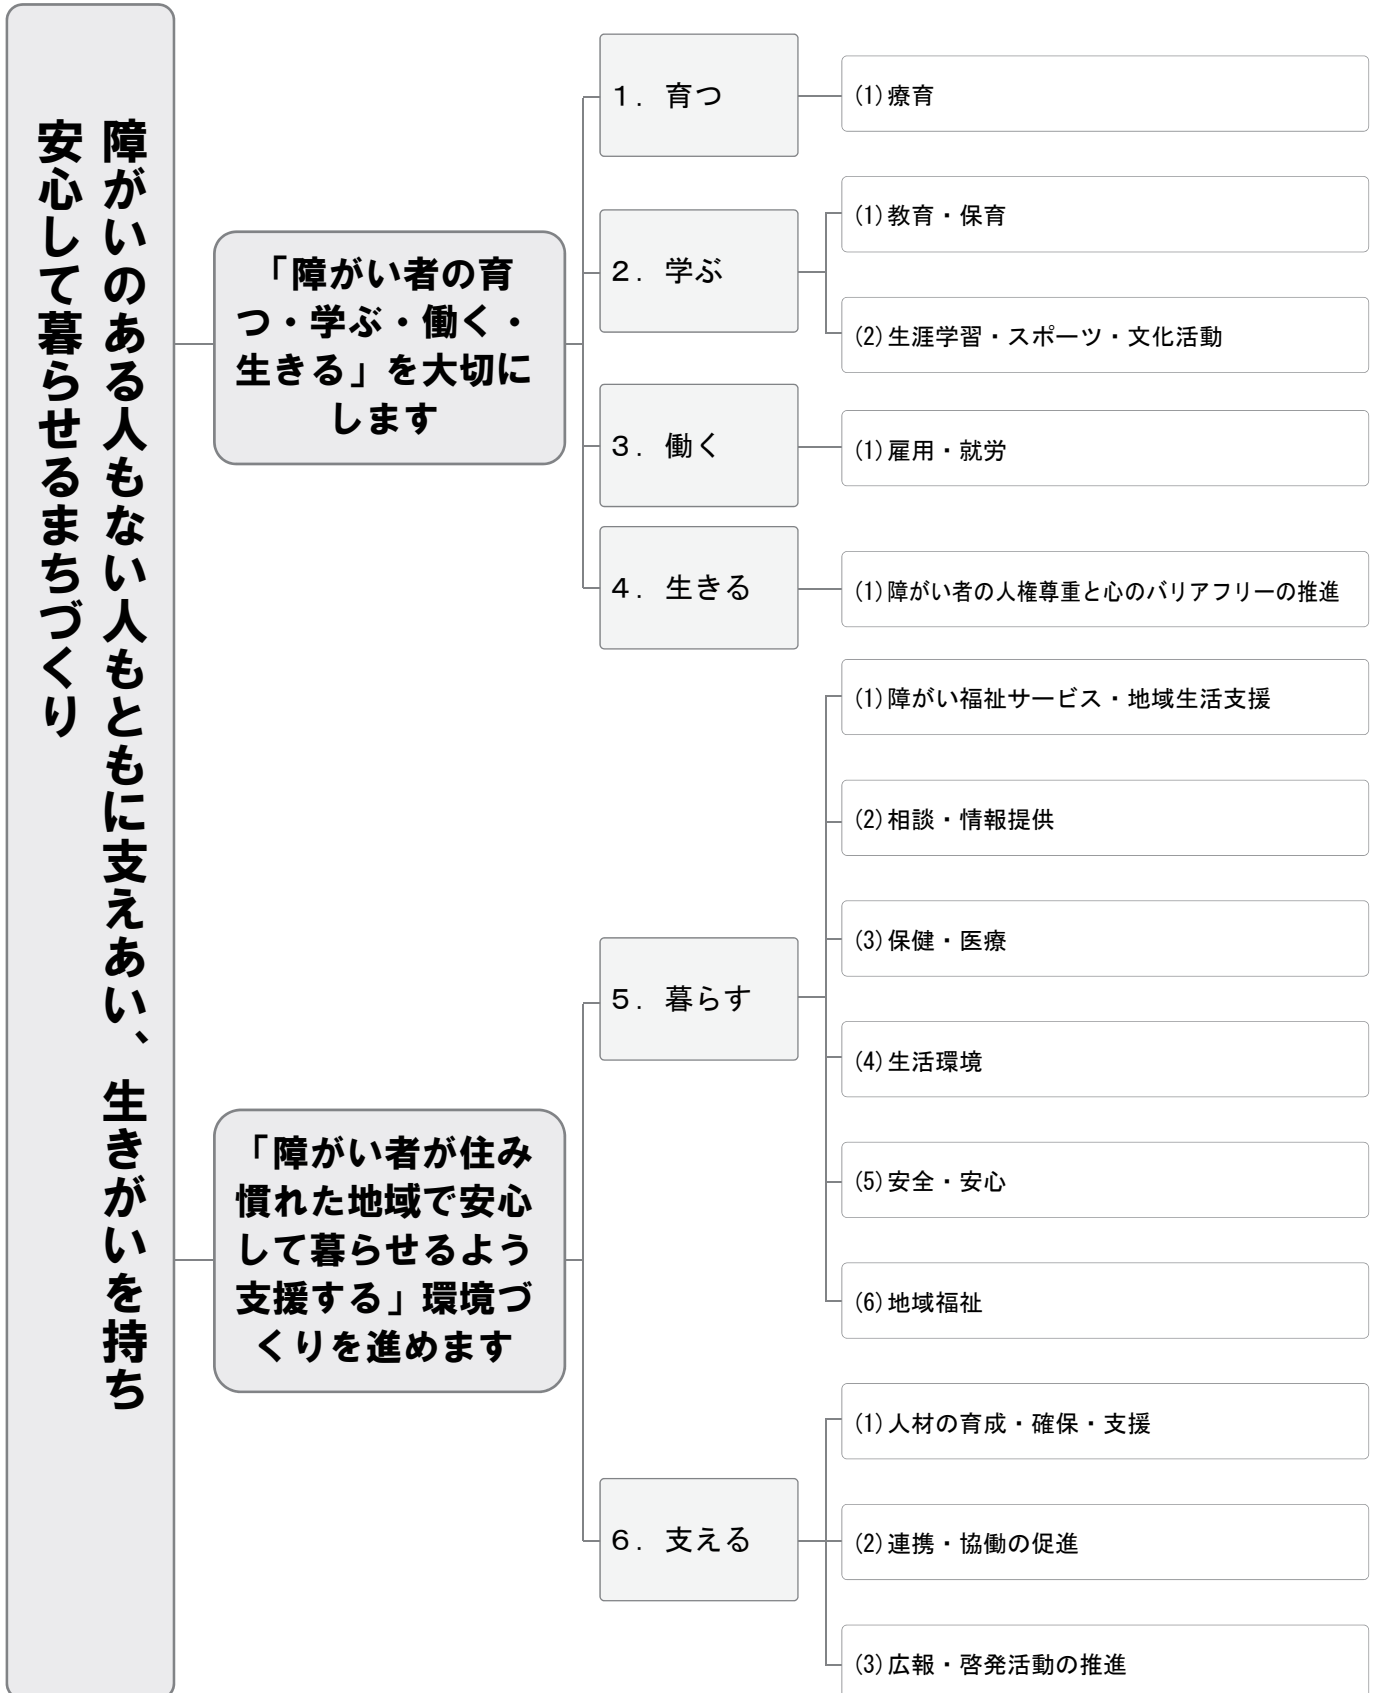 障がいのある人もない人もともに支えあい、生きがいを持ち
安心して暮らせるまちづくり
「障がい者の育
つ・学ぶ・働く・
生きる」を大切に
します
1．育つ
(1)療育
2．学ぶ
(1)教育・保育
(2)生涯学習・スポーツ・文化活動
3．働く
(1)雇用・就労
4．生きる
(1)障がい者の人権尊重と心のバリアフリーの推進
「障がい者が住み
慣れた地域で安心
して暮らせるよう
支援する」環境づ
くりを進めます
5．暮らす
(1)障がい福祉サービス・地域生活支援
(2)相談・情報提供
(3)保健・医療
(4)生活環境
(5)安全・安心
(6)地域福祉
6．支える
(1)人材の育成・確保・支援
(2)連携・協働の促進
(3)広報・啓発活動の推進